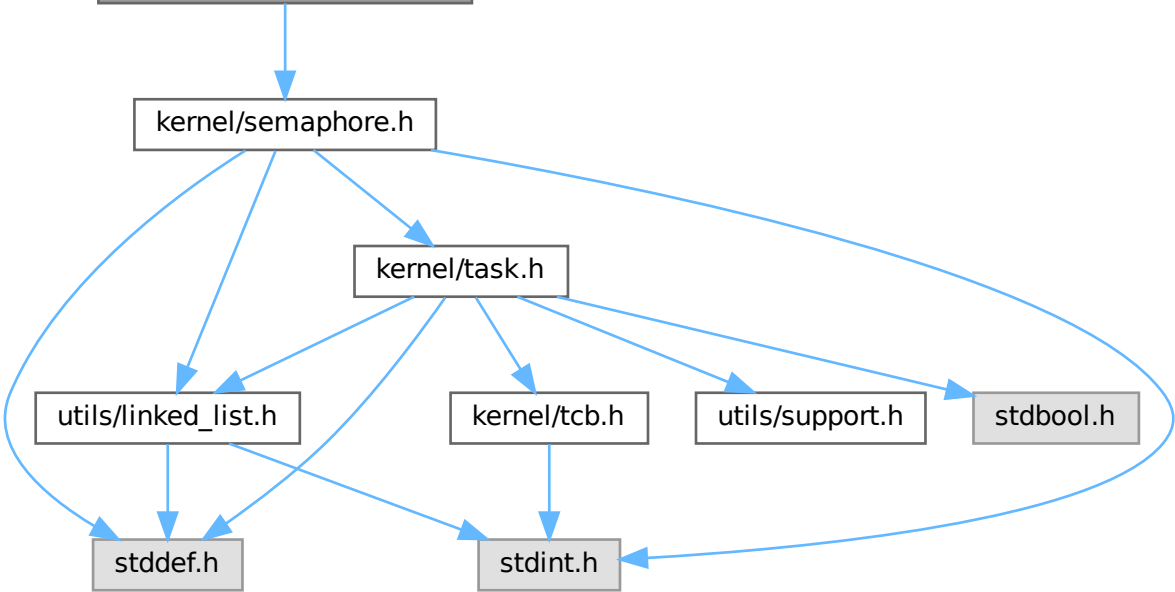 kernel/semaphore.h
kernel/task.h
utils/linked_list.h
kernel/tcb.h
utils/support.h
stdbool.h
stddef.h
stdint.h